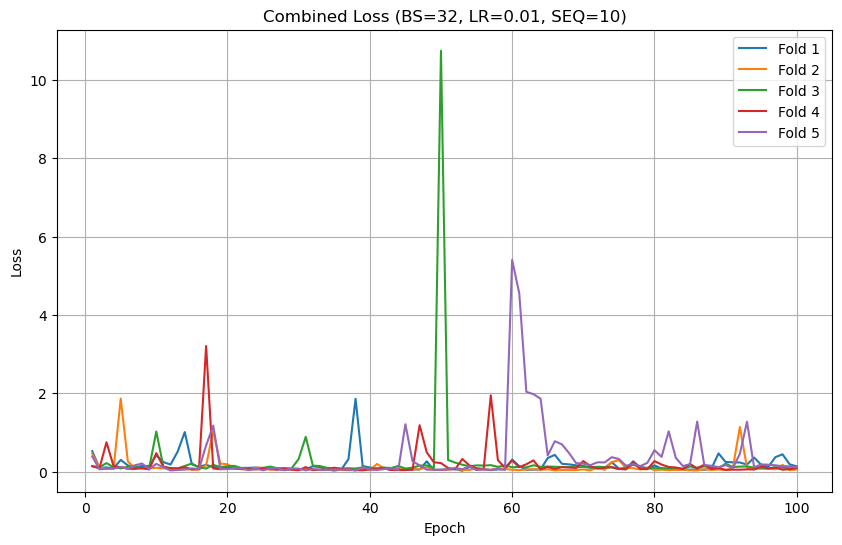 Combined Loss (BS=32, LR=0.01, SEQ=10)
Fold 1
Fold 2
Fold 3
Fold 4
Fold 5
Loss
10
8
6
4
2
0
0 20 40 60 80 100
Epoch